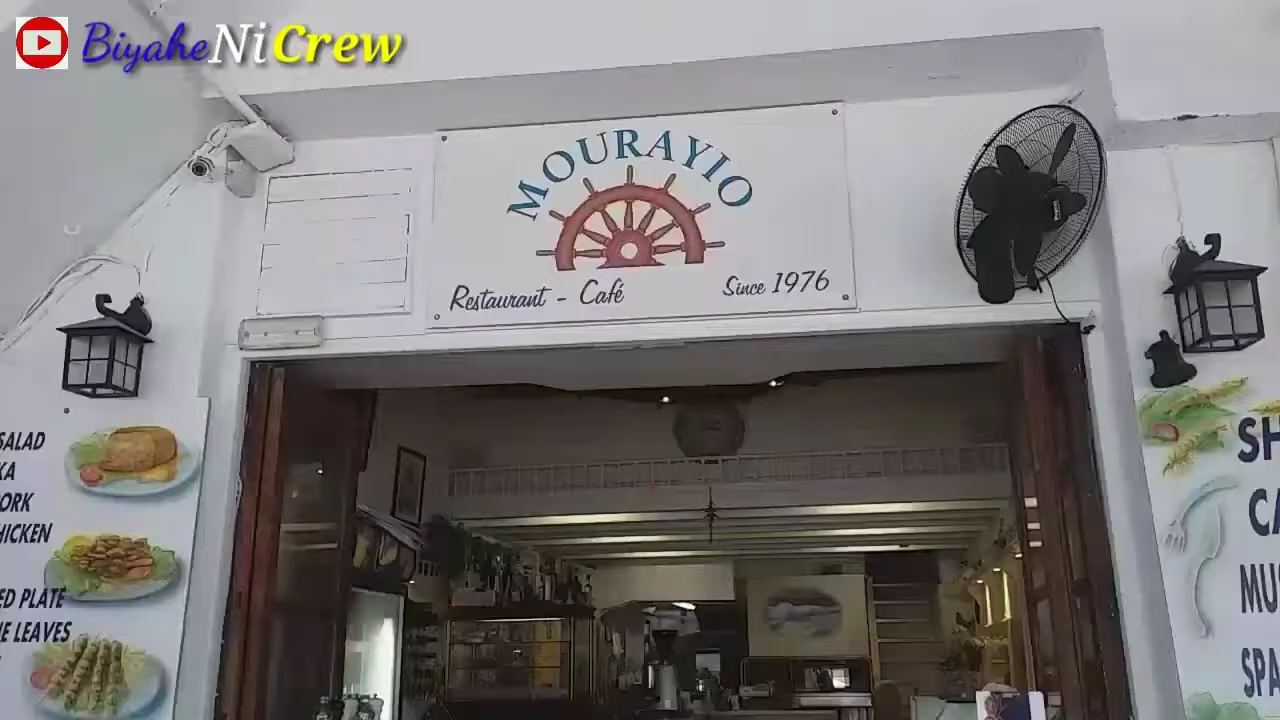 BiyaheNiCrew
MOURAYIO
Restaurant - Café
Since 1976
SALAD
KA
ORK
HICKEN
ED PLATE
E LEAVES
SH
CA
MU
SPA